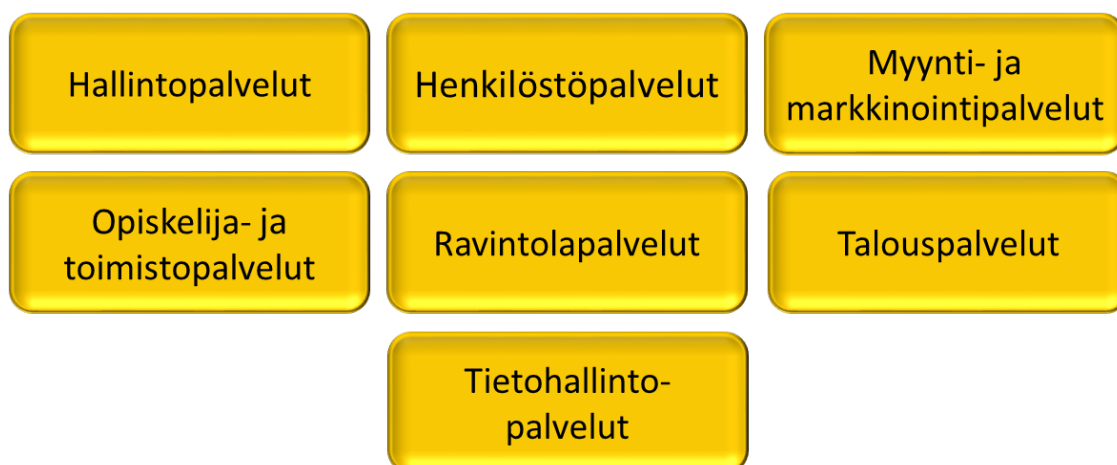 Hallintopalvelut
Henkilöstöpalvelut
Myynti- ja
markkinointipalvelut
Opiskelija- ja
toimistopalvelut
Ravintolapalvelut
Talouspalvelut
Tietohallinto-
palvelut